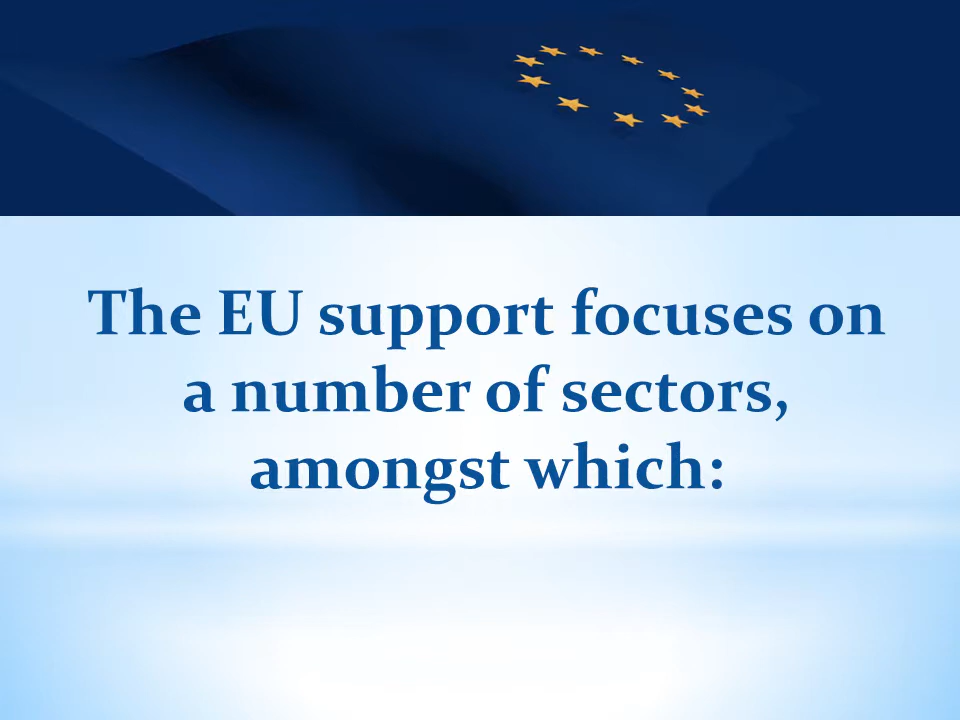 The EU support focuses on
a number of sectors,
amongst which: